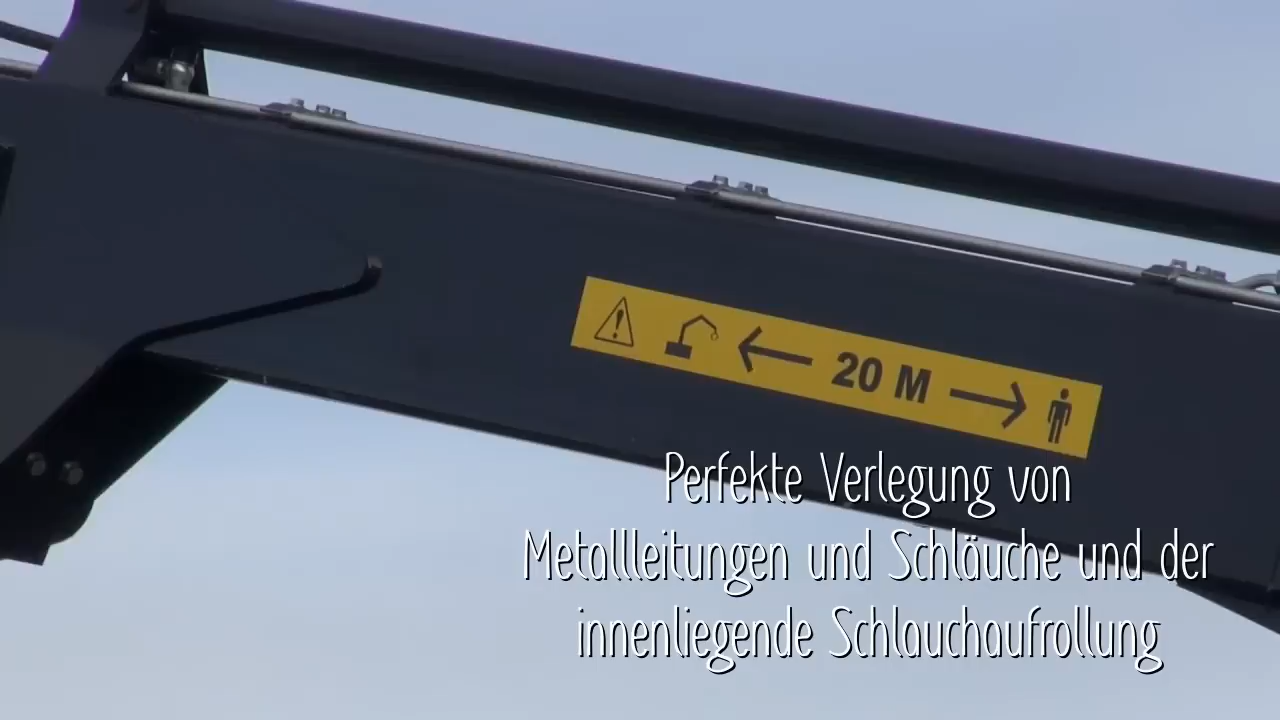 20 M
Perfekte Verlegung von
Metallleitungen und Schläuche und der
innenliegende Schlauchaufrollung